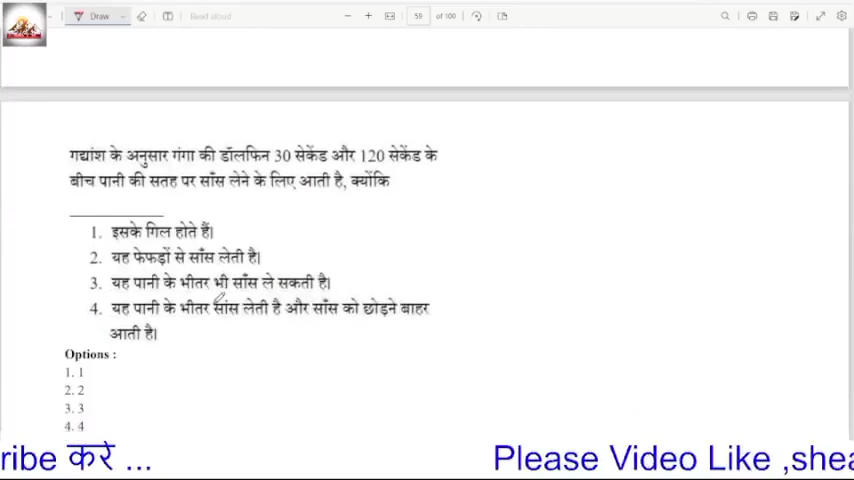 Draw
Read aloud
59 of 100
गद्यांश के अनुसार गंगा की डॉलफिन 30 सेकेंड और 120 सेकेंड के
बीच पानी की सतह पर साँस लेने के लिए आती है, क्योंकि
1. इसके गिल होते हैं।
2. यह फेफड़ों से साँस लेती है।
3. यह पानी के भीतर भी साँस ले सकती है।
4. यह पानी के भीतर सांस लेती है और साँस को छोड़ने बाहर
आती है।
Options :
1. 1
2. 2
3. 3
4. 4
ribe करे ... Please Video Like ,shea